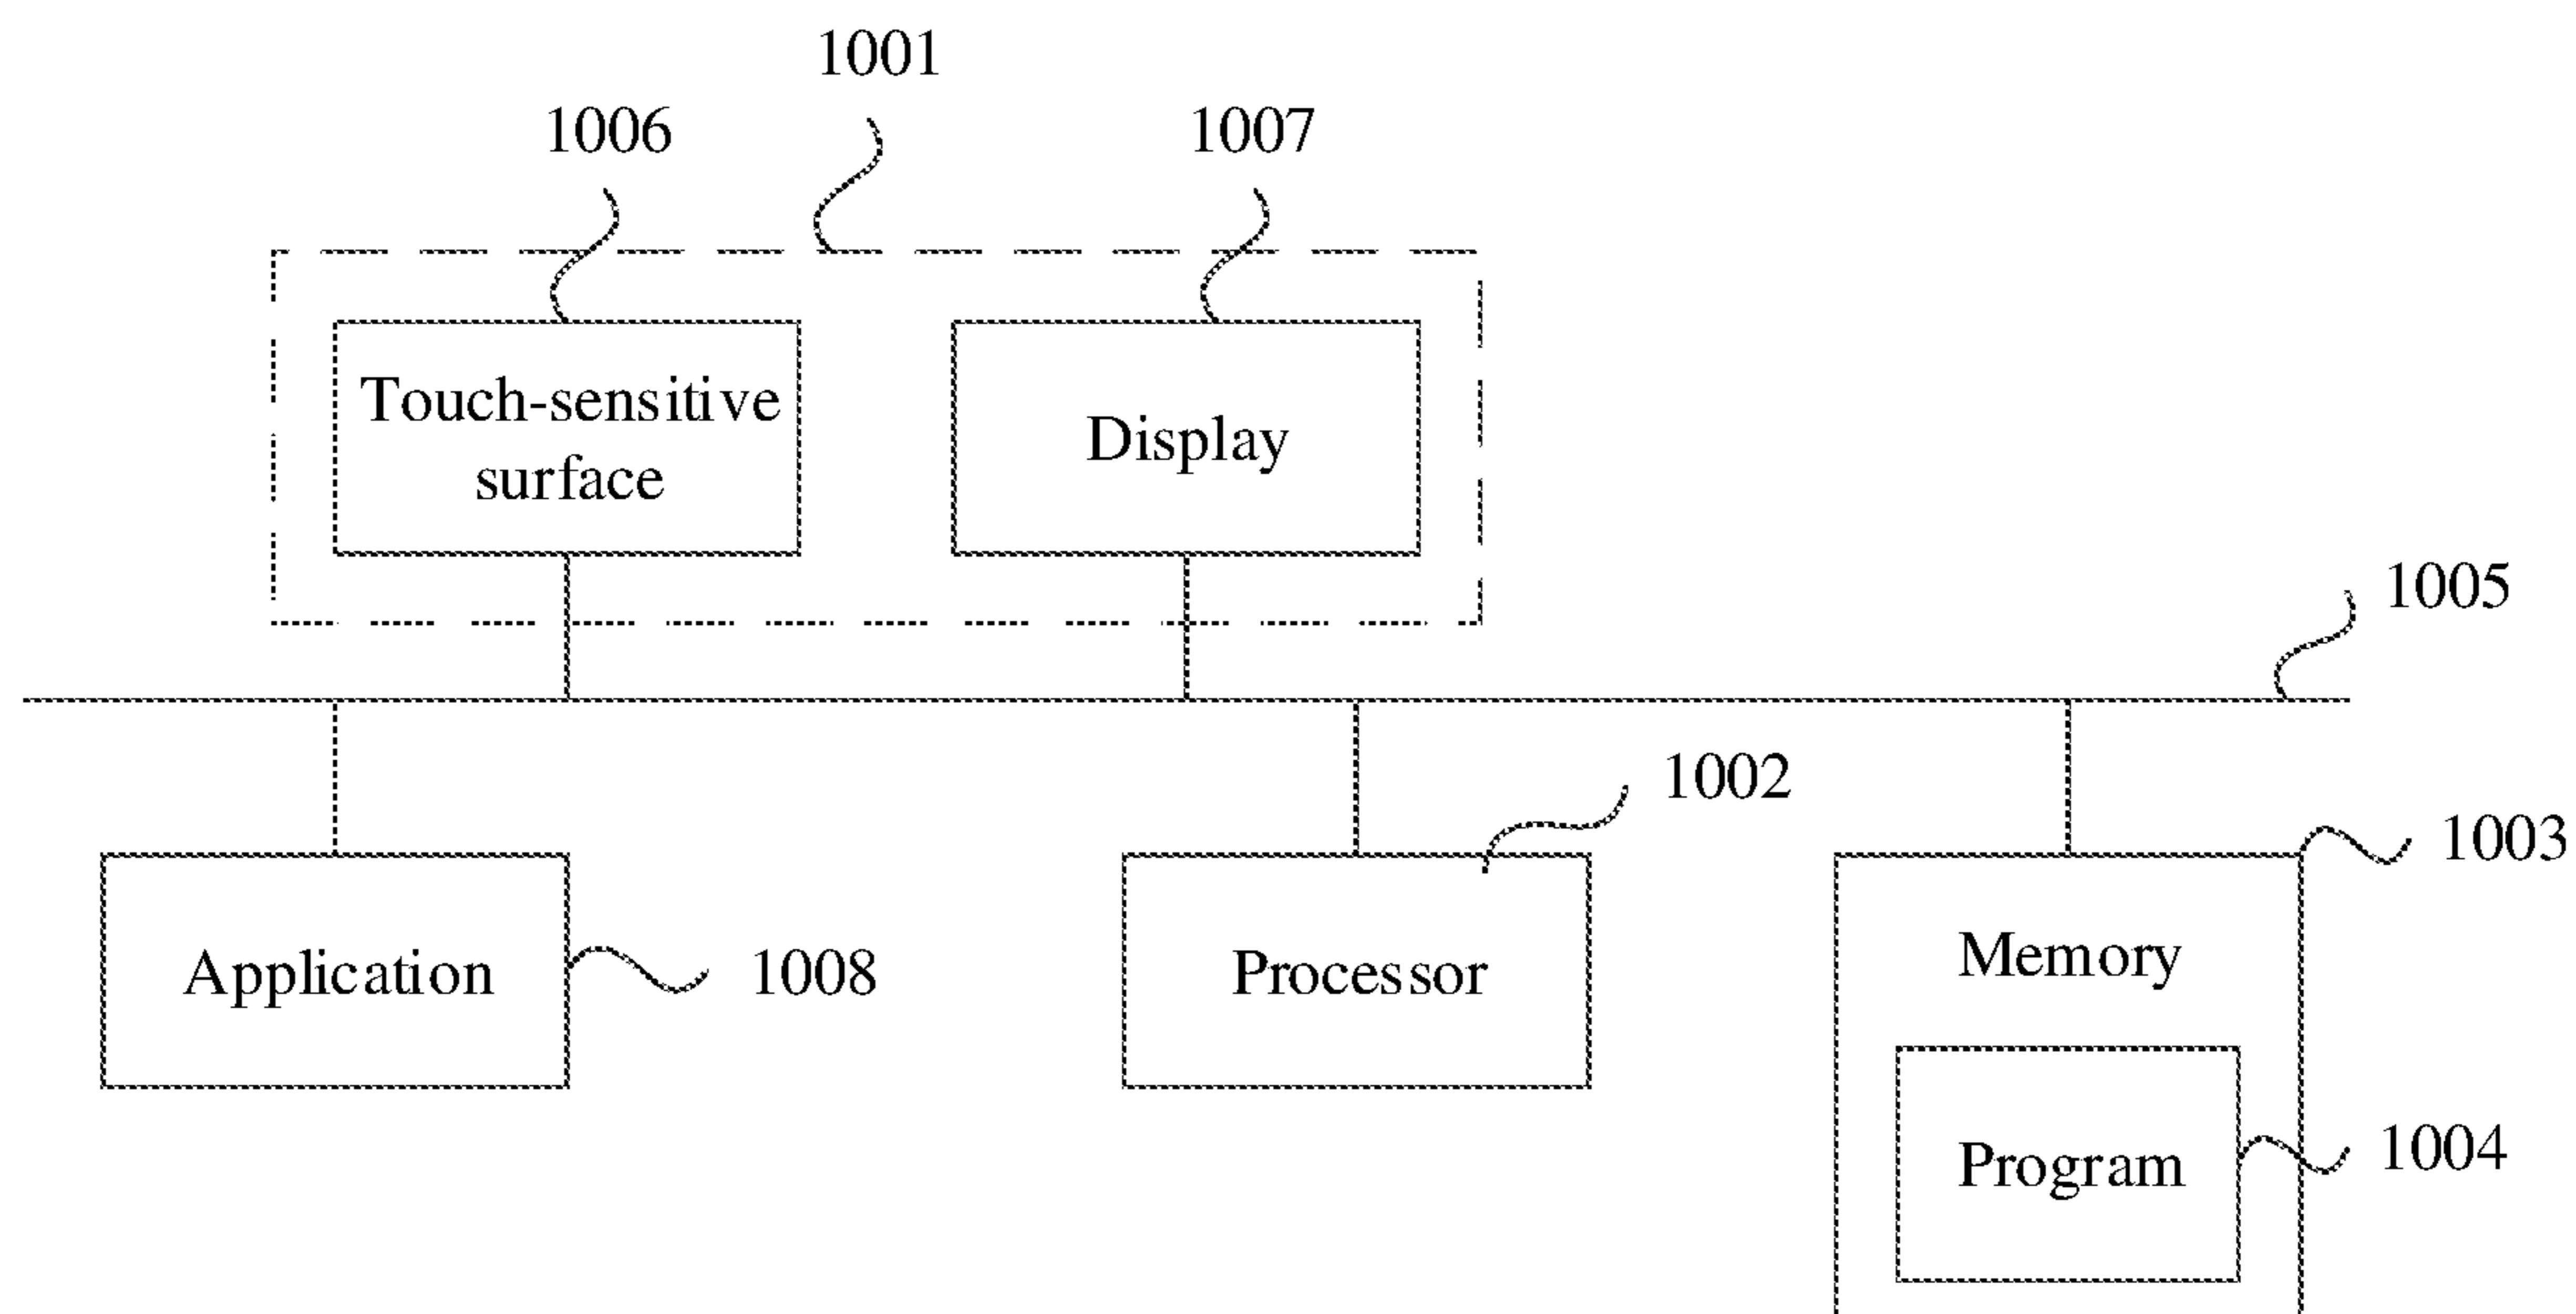 1001
1006
1007
Touch-sensitive
surface
Display
1005
1002
1003
Application
1008
Processor
Memory
Program
1004